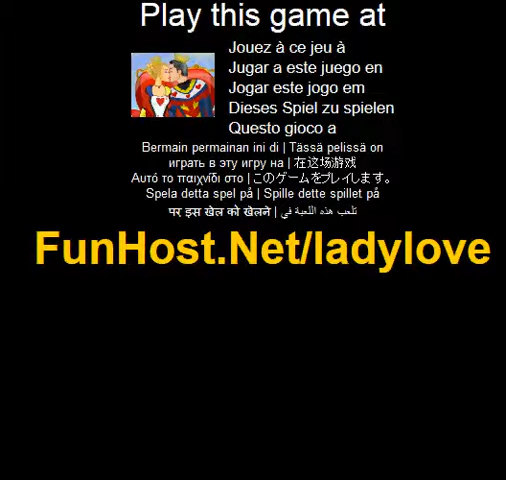 Play this game at
Jouez à ce jeu à
Jugar a este juego en
Jogar este jogo em
Dieses Spiel zu spielen
Questo gioco a
Bermain permainan ini di | Tässä pelissä on
играть в эту игру на | 在这场游戏
Αυτό το παιχνίδι στο | このゲームをプレイします。
Spela detta spel på | Spille dette spillet på
पर इस खेल को खेलने | تلعب هذه اللعبة في
FunHost.Net/ladylove